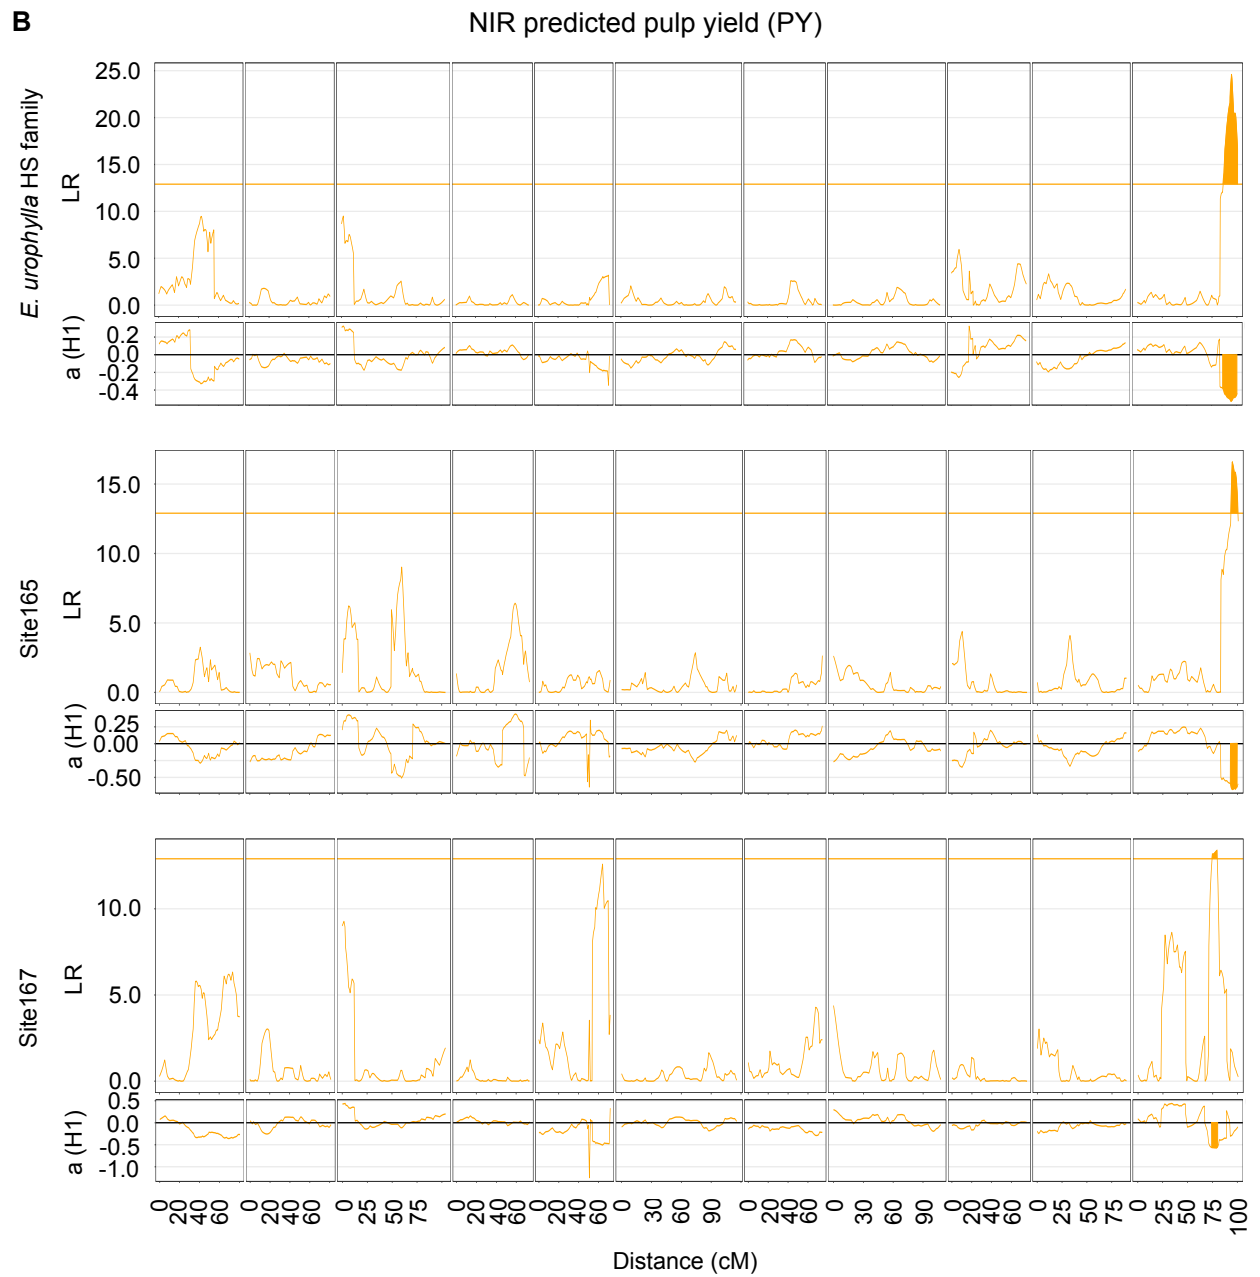 B
NIR predicted pulp yield (PY)
E. urophylla HS family
LR
25.0
20.0
15.0
10.0
5.0
0.0
a (H1)
0.2
0.0
-0.2
-0.4
Site165
LR
15.0
10.0
5.0
0.0
a (H1)
0.25
0.00
-0.50
Site167
LR
10.0
5.0
0.0
a (H1)
0.5
0.0
-0.5
-1.0
0 20 40 60 0 20 40 60 0 25 50 75 0 20 40 60 0 20 40 60 0 30 60 90 0 20 40 60 0 30 60 90 0 20 40 60 0 20 40 60 0 25 50 75 100
Distance (cM)